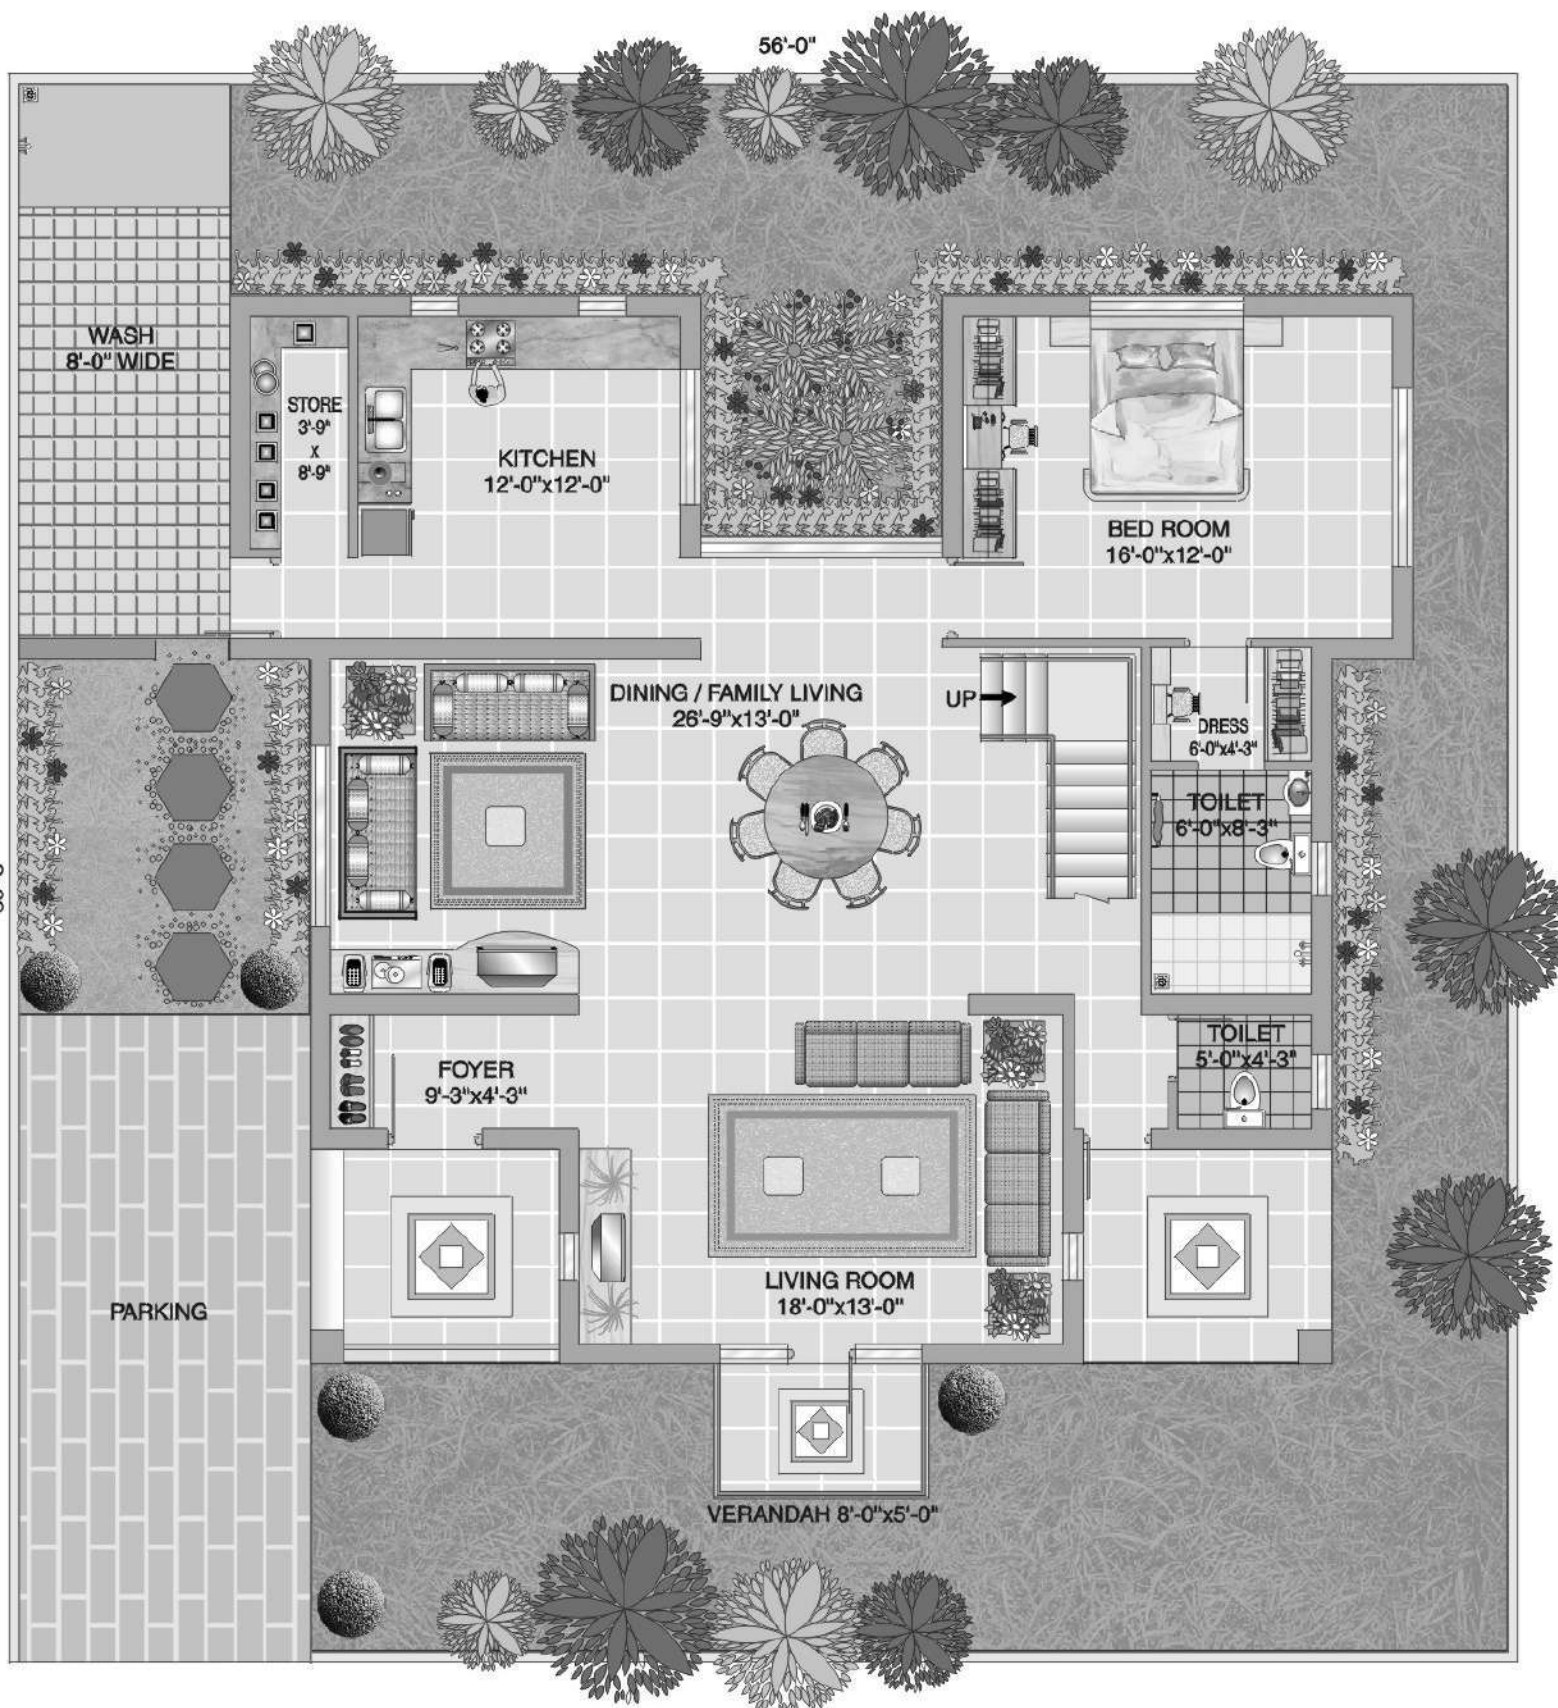 56'-0"
WASH
8'-0" WIDE
STORE
3'-9"
x
8'-9"
KITCHEN
12'-0"x12'-0"
BED ROOM
16'-0"x12'-0"
DINING / FAMILY LIVING
26'-9"x13'-0"
UP
DRESS
6'-0"x4'-3"
TOILET
6'-0"x8'-3"
FOYER
9'-3"x4'-3"
TOILET
5'-0"x4'-3"
LIVING ROOM
18'-0"x13'-0"
PARKING
VERANDAH 8'-0"x5'-0"